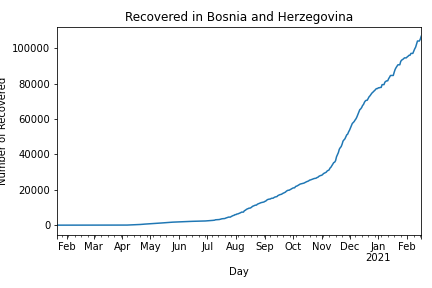 Recovered in Bosnia and Herzegovina
Number of Recovered
100000
80000
60000
40000
20000
0
Feb Mar Apr May Jun Jul Aug Sep Oct Nov Dec Jan Feb
2021
Day